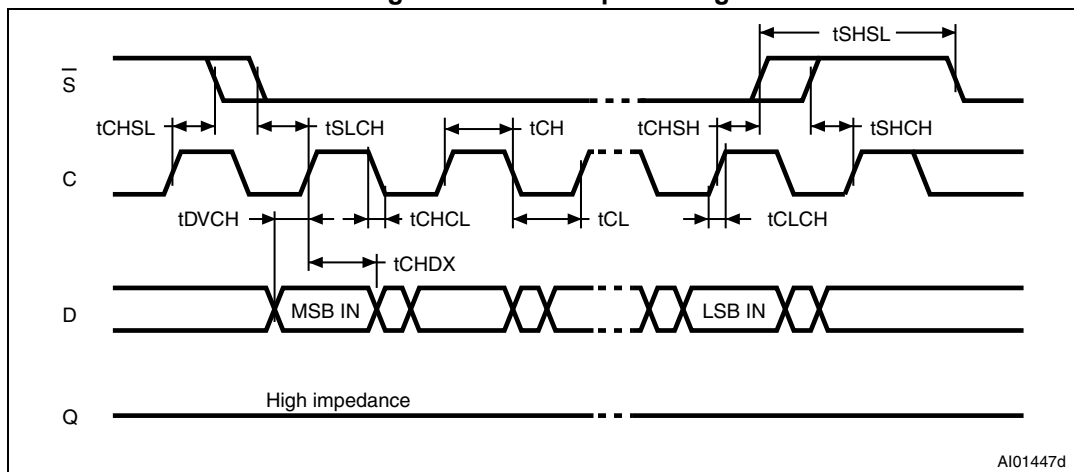 tSHSL
S
tCHSL
tSLCH
tCH
tCHSH
tSHCH
C
tDVCH
tCHCL
tCL
tCLCH
tCHDX
D
MSB IN
LSB IN
High impedance
Q
AI01447d